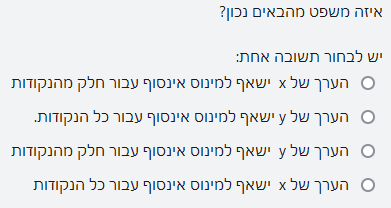 איזה משפט מהבאים נכון?
יש לבחור תשובה אחת:
הערך של x ישאף למינוס אינסוף עבור חלק מהנקודות
הערך של y ישאף למינוס אינסוף עבור כל הנקודות.
הערך של y ישאף למינוס אינסוף עבור חלק מהנקודות
הערך של x ישאף למינוס אינסוף עבור כל הנקודות